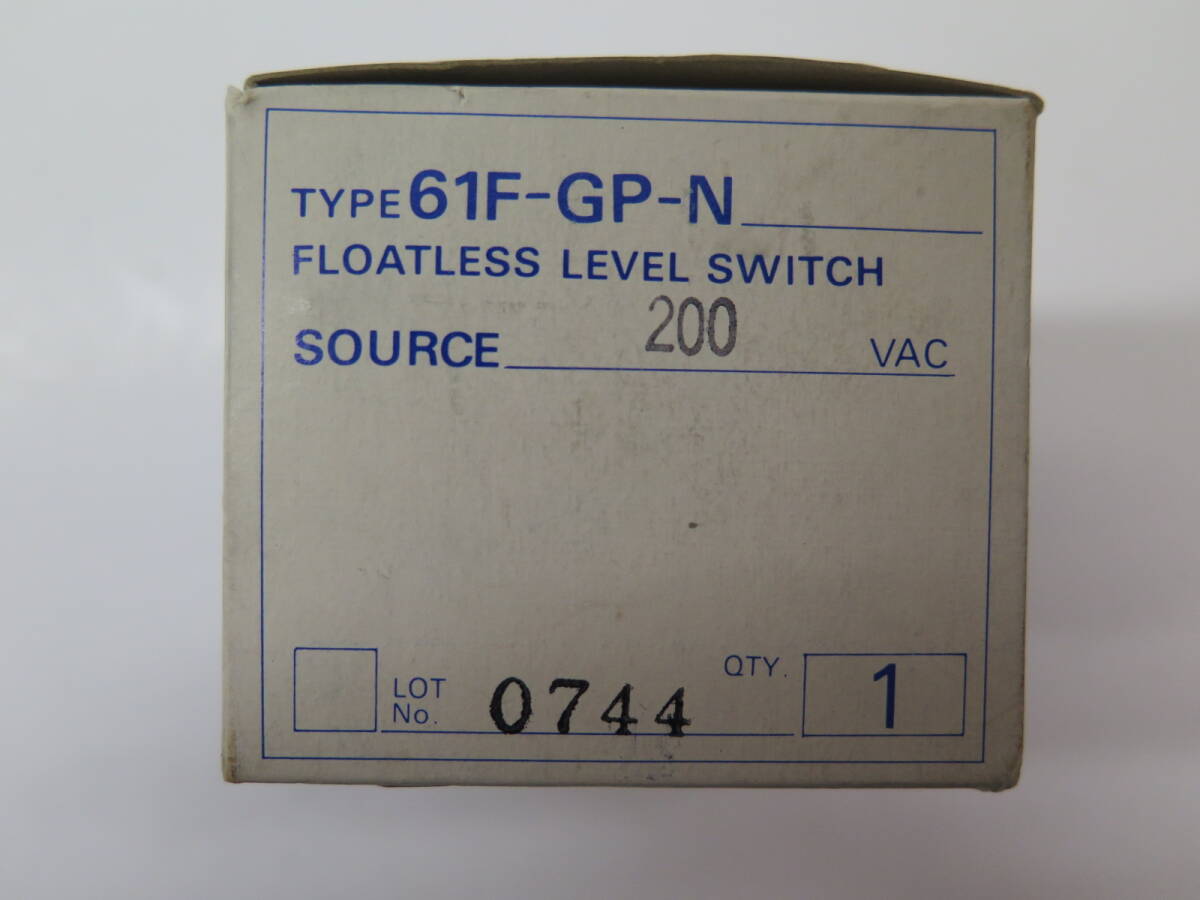 TYPE 61F-GP-N
FLOATLESS LEVEL SWITCH
SOURCE 200 VAC
LOT No. 0744 QTY. 1